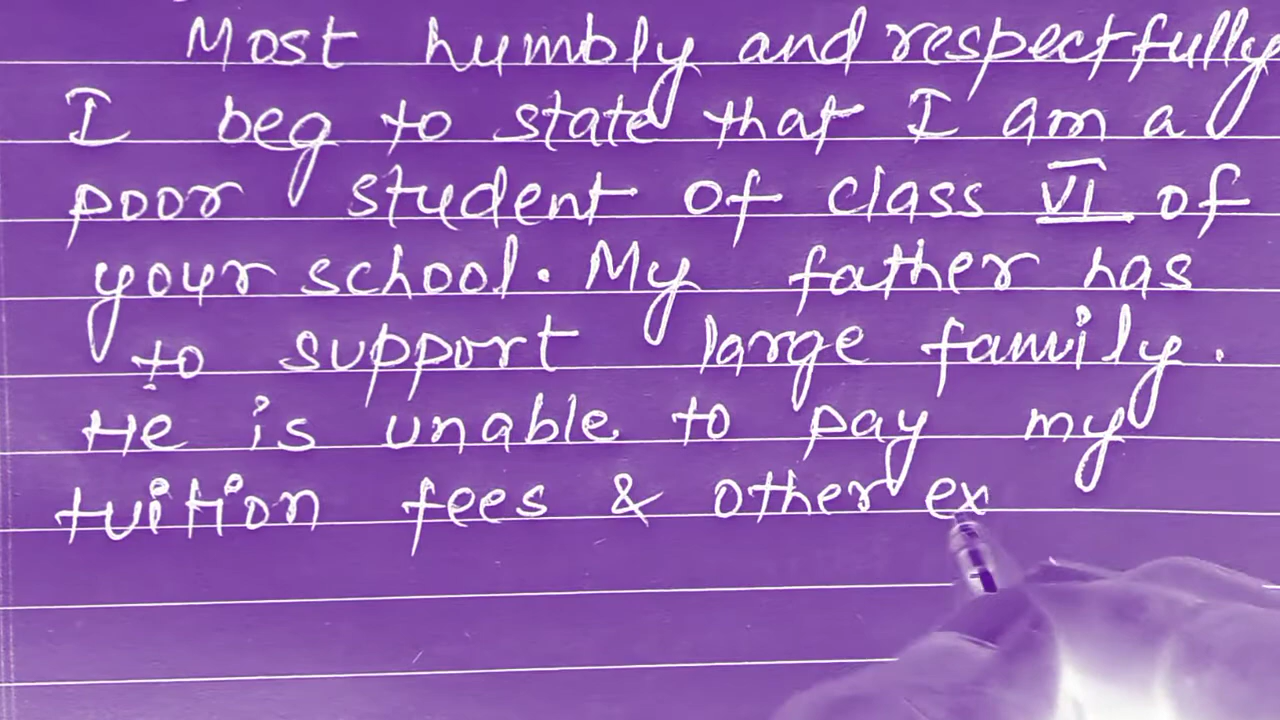 Most humbly and respectfully
I beg to state that I am a
poor student of class VI of
your school. My father has
to support large family.
He is unable to pay my
tuition fees & other ex